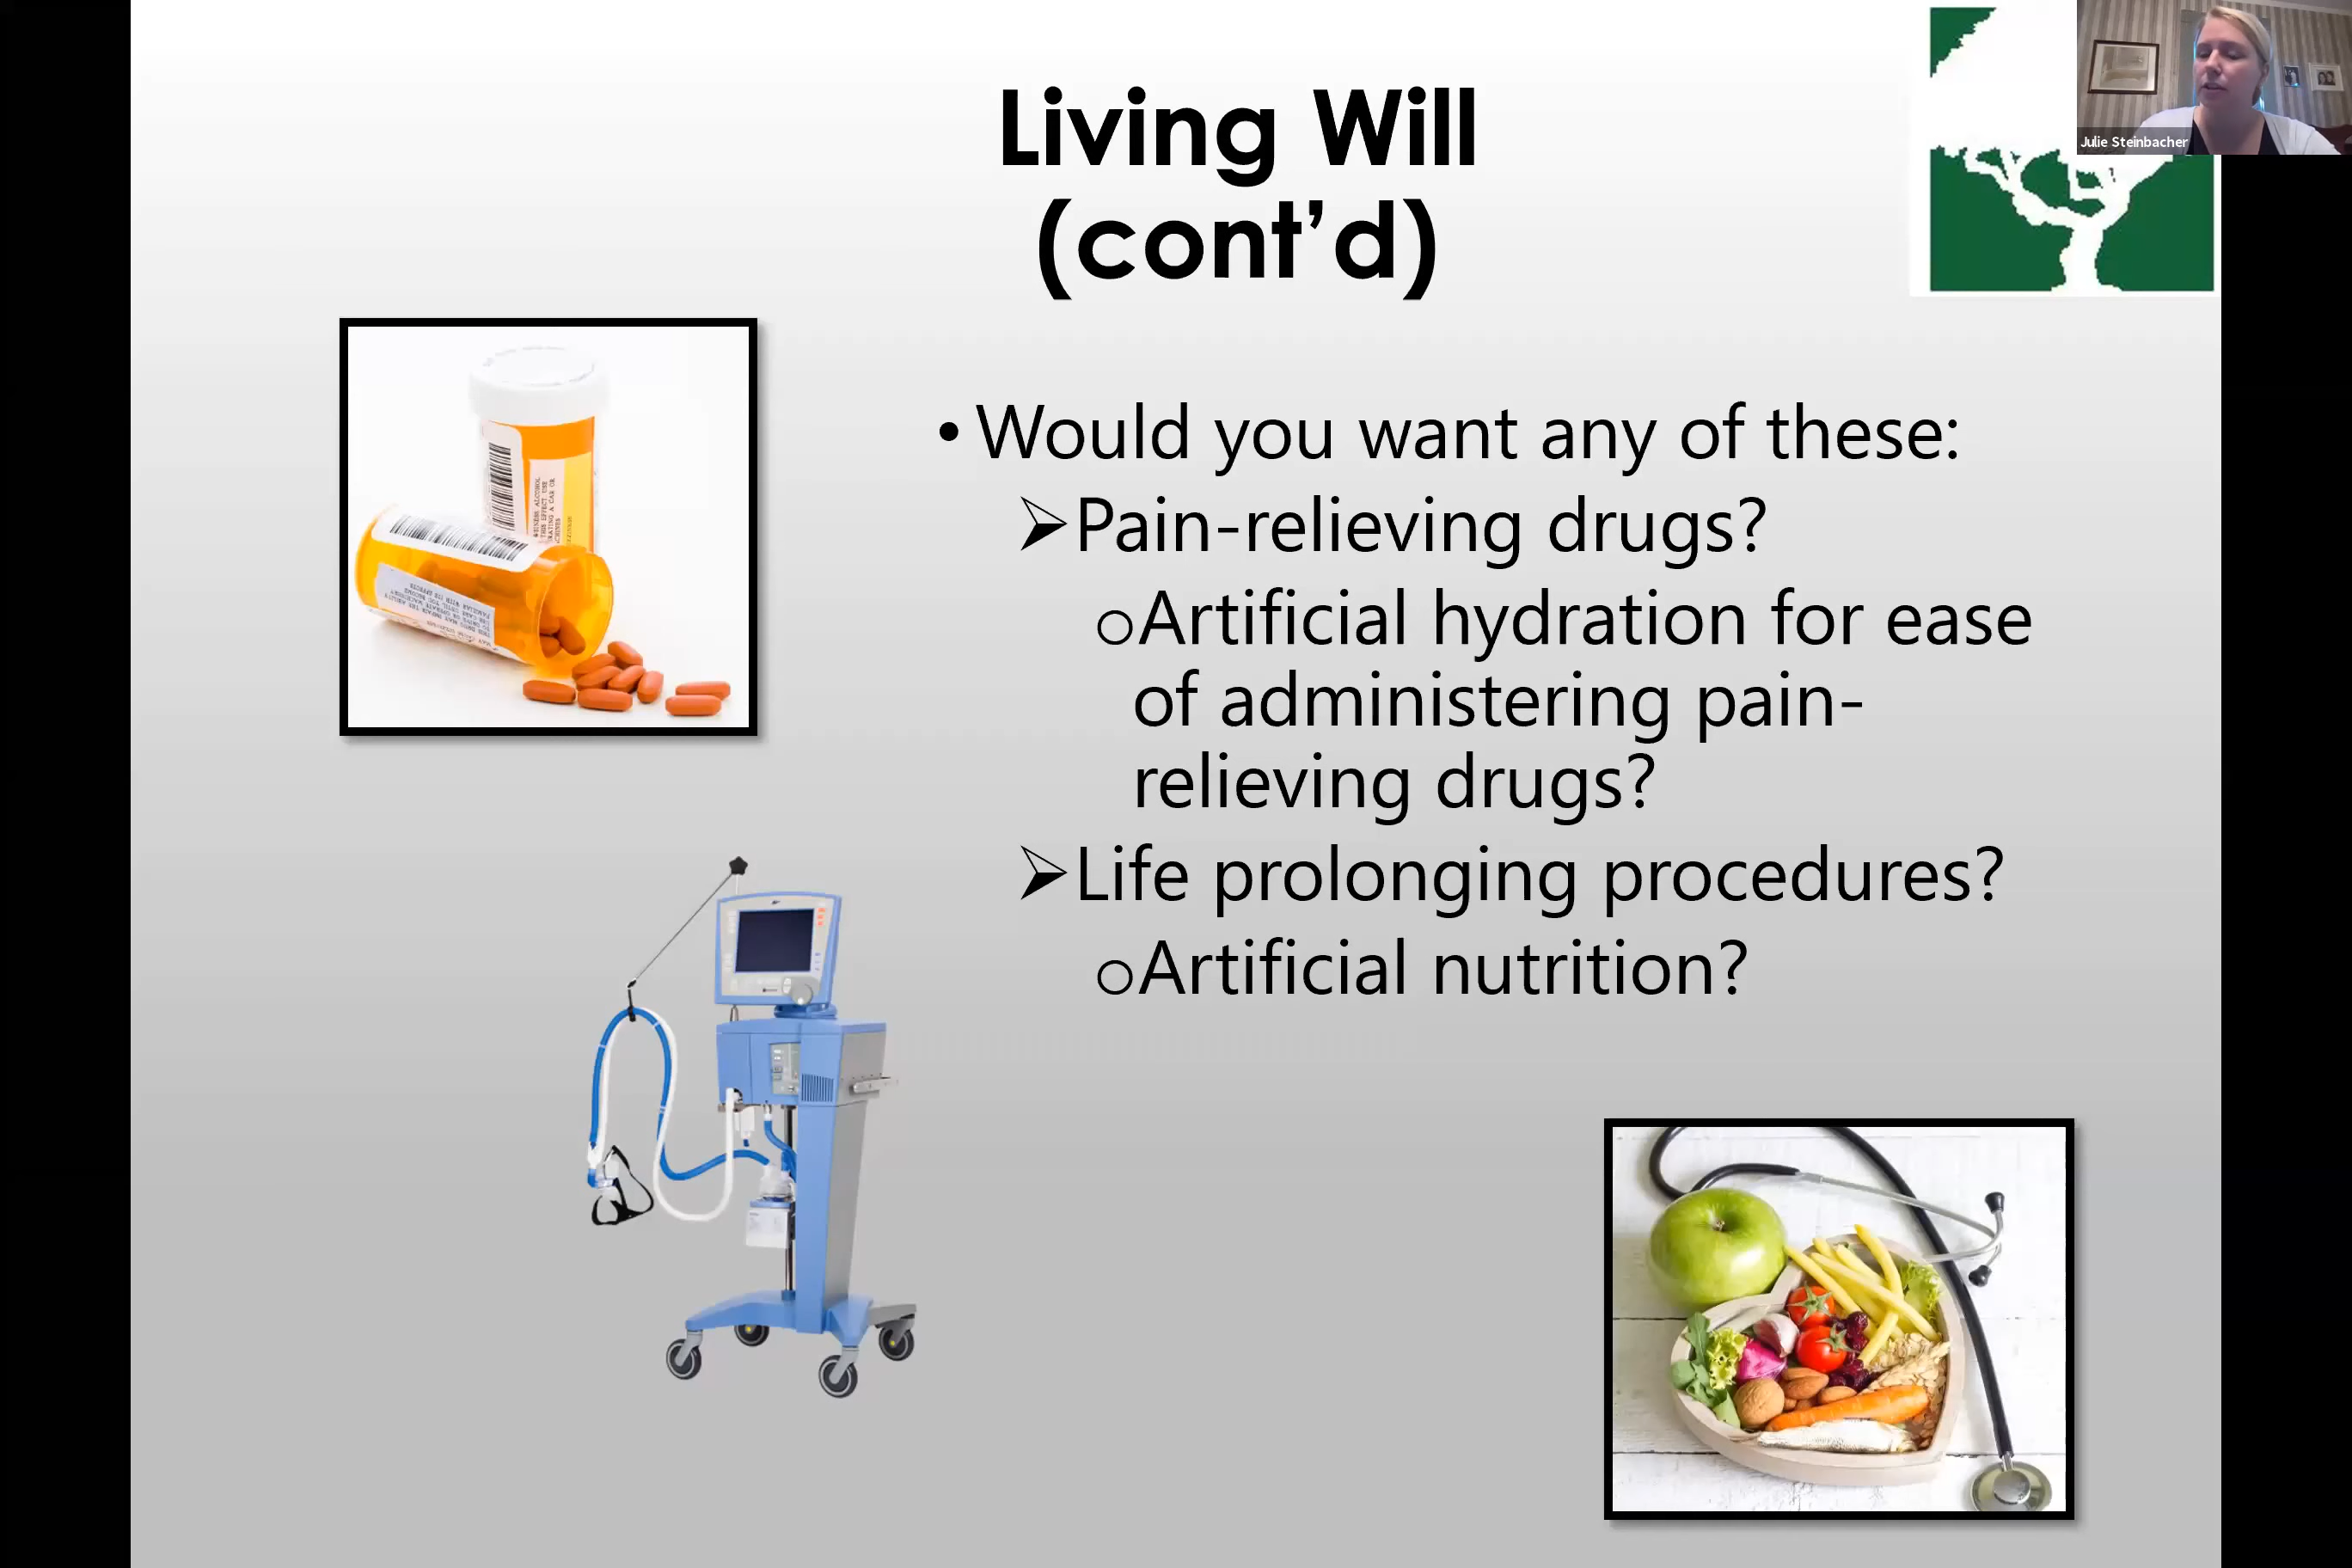 Living Will
(cont’d)
Julie Steinbacher
• Would you want any of these:
➢Pain-relieving drugs?
oArtificial hydration for ease
of administering pain-
relieving drugs?
➢Life prolonging procedures?
oArtificial nutrition?